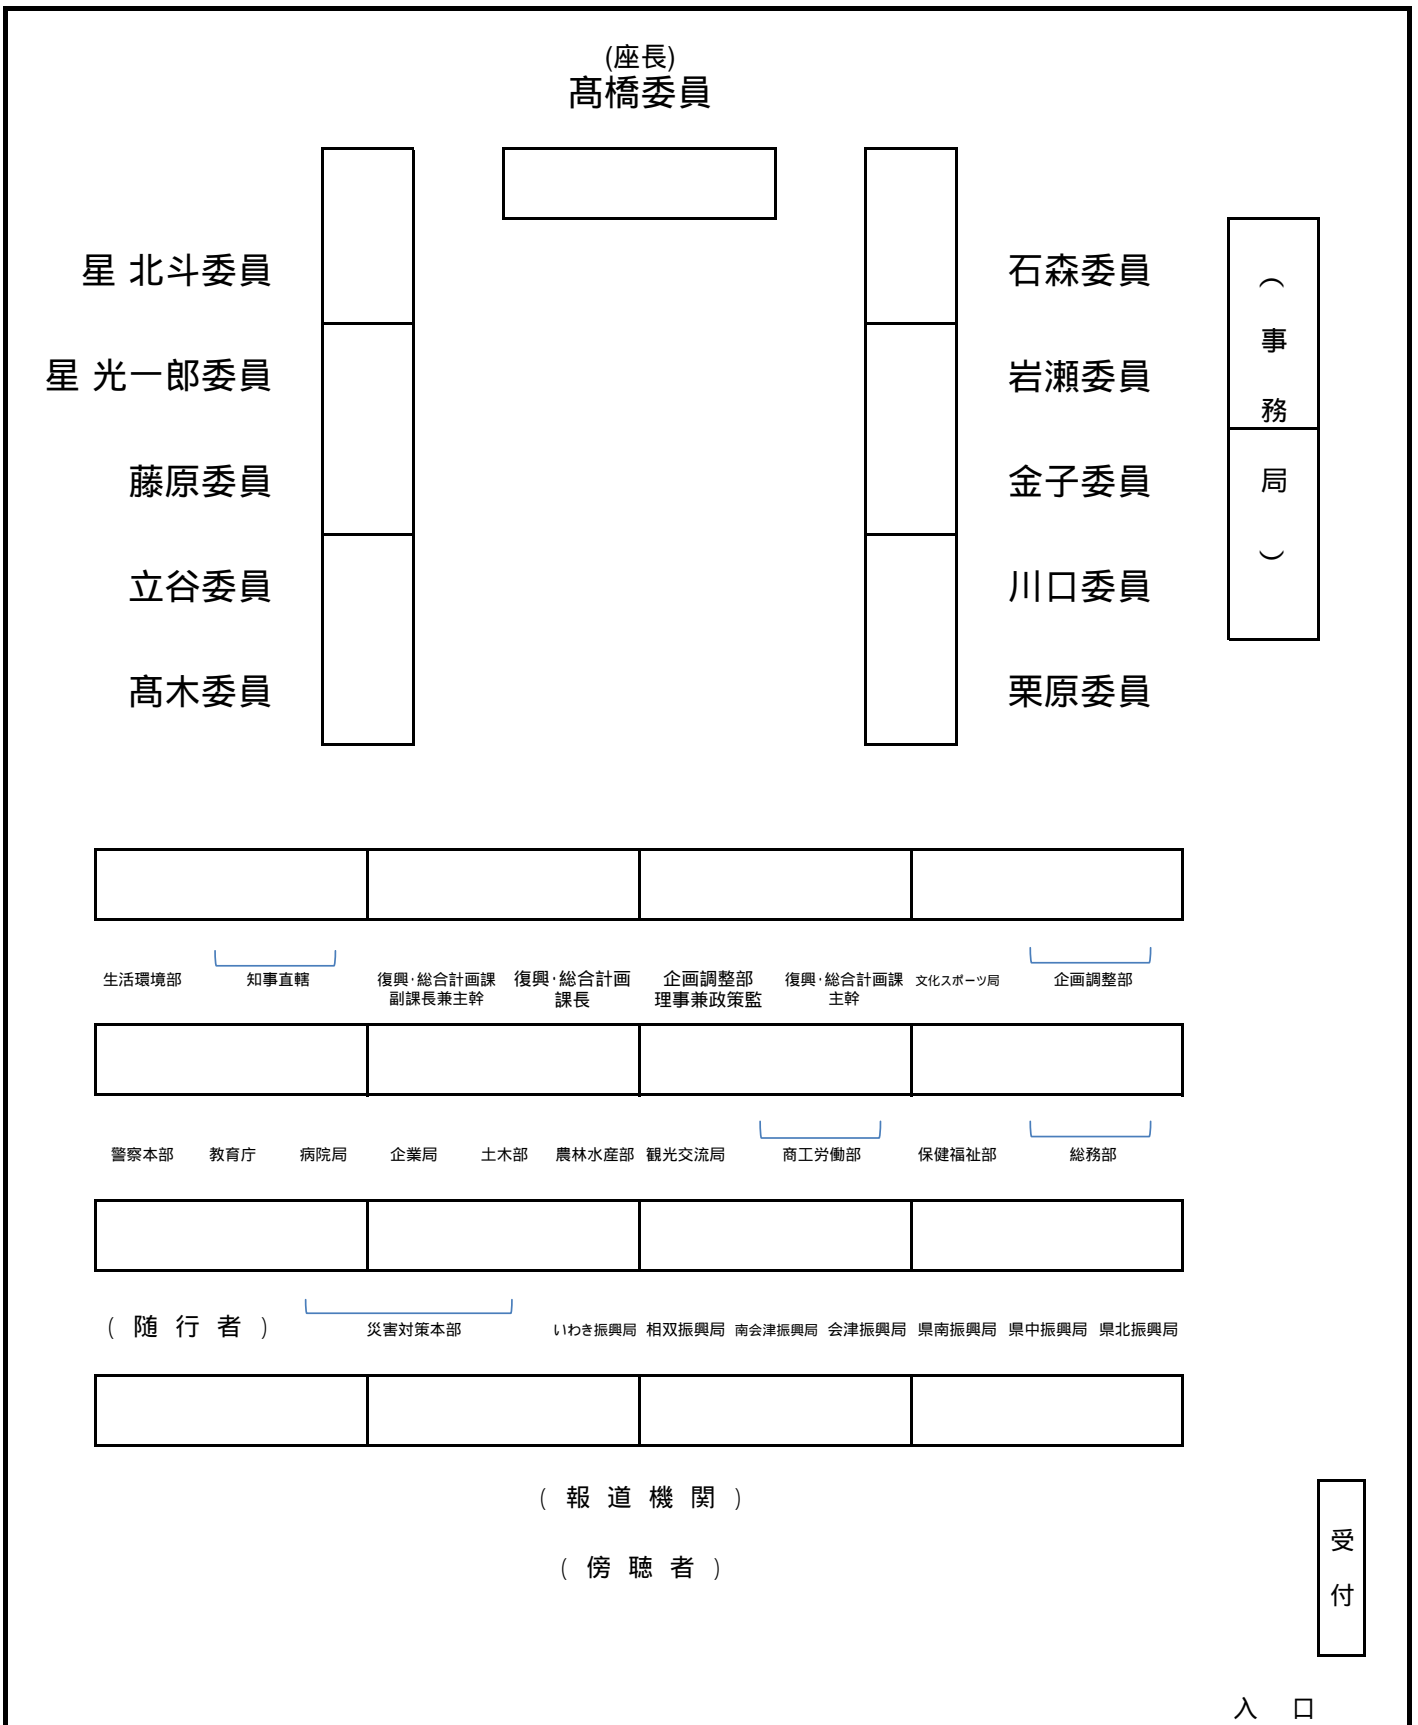 (座長)
髙橋委員
星 北斗委員
石森委員
星 光一郎委員
岩瀬委員
藤原委員
金子委員
立谷委員
川口委員
髙木委員
栗原委員
（事務局）
生活環境部 知事直轄 復興･総合計画課 復興･総合計画 企画調整部 復興･総合計画課 文化スポーツ局 企画調整部
副課長兼主幹 課長 理事兼政策監 主幹
警察本部 教育庁 病院局 企業局 土木部 農林水産部 観光交流局 商工労働部 保健福祉部 総務部
( 随 行 者 ) 災害対策本部 いわき振興局 相双振興局 南会津振興局 会津振興局 県南振興局 県中振興局 県北振興局
( 報 道 機 関 )
( 傍 聴 者 )
受付
入 口